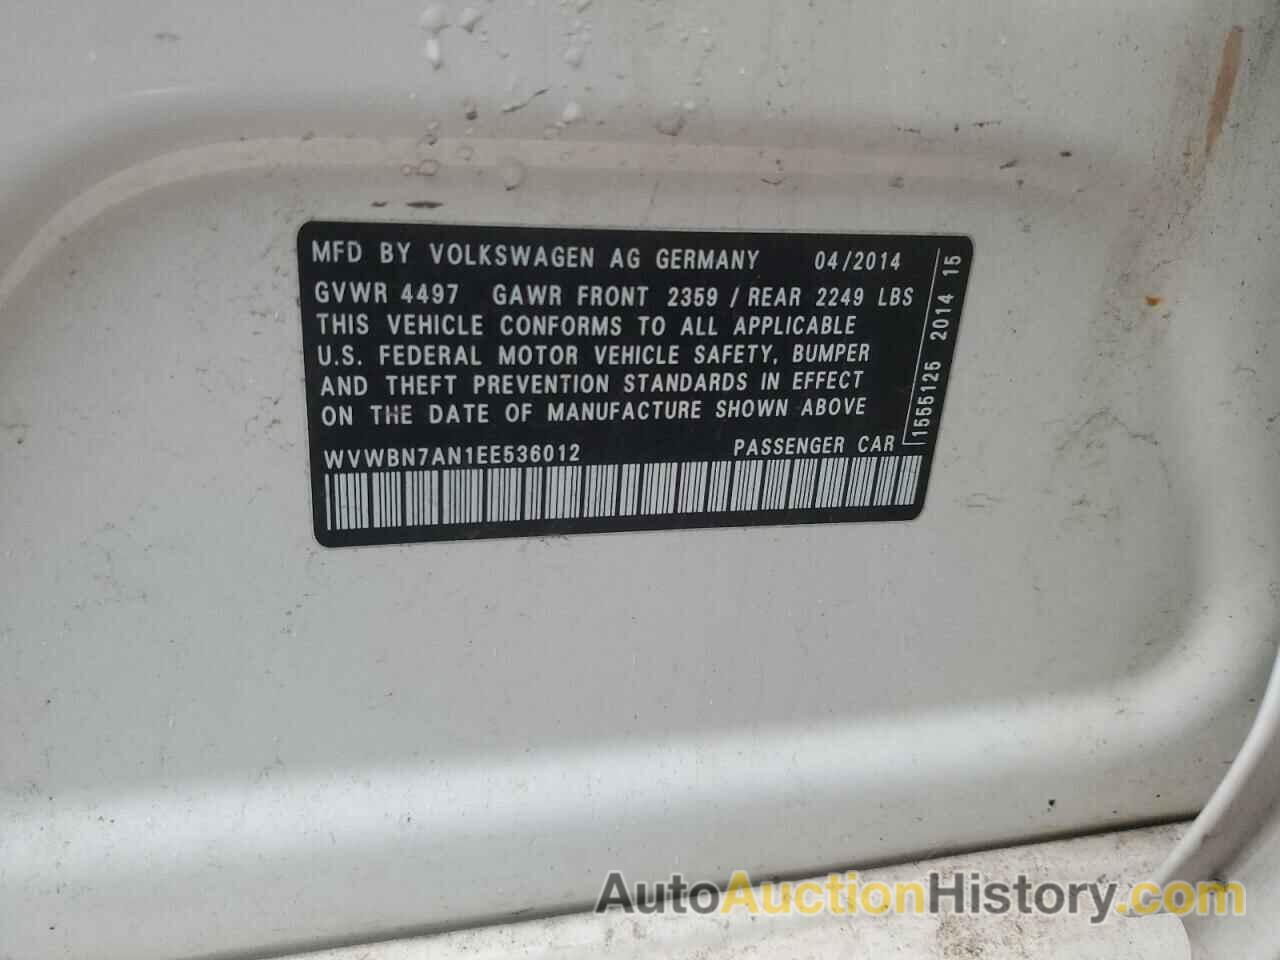 MFD BY VOLKSWAGEN AG GERMANY 04/2014
GVWR 4497 GAWR FRONT 2359 / REAR 2249 LBS
THIS VEHICLE CONFORMS TO ALL APPLICABLE
U.S. FEDERAL MOTOR VEHICLE SAFETY, BUMPER
AND THEFT PREVENTION STANDARDS IN EFFECT
ON THE DATE OF MANUFACTURE SHOWN ABOVE
WVWBN7AN1EE536012 PASSENGER CAR
1555125 2014 15
AutoAuctionHistory.com